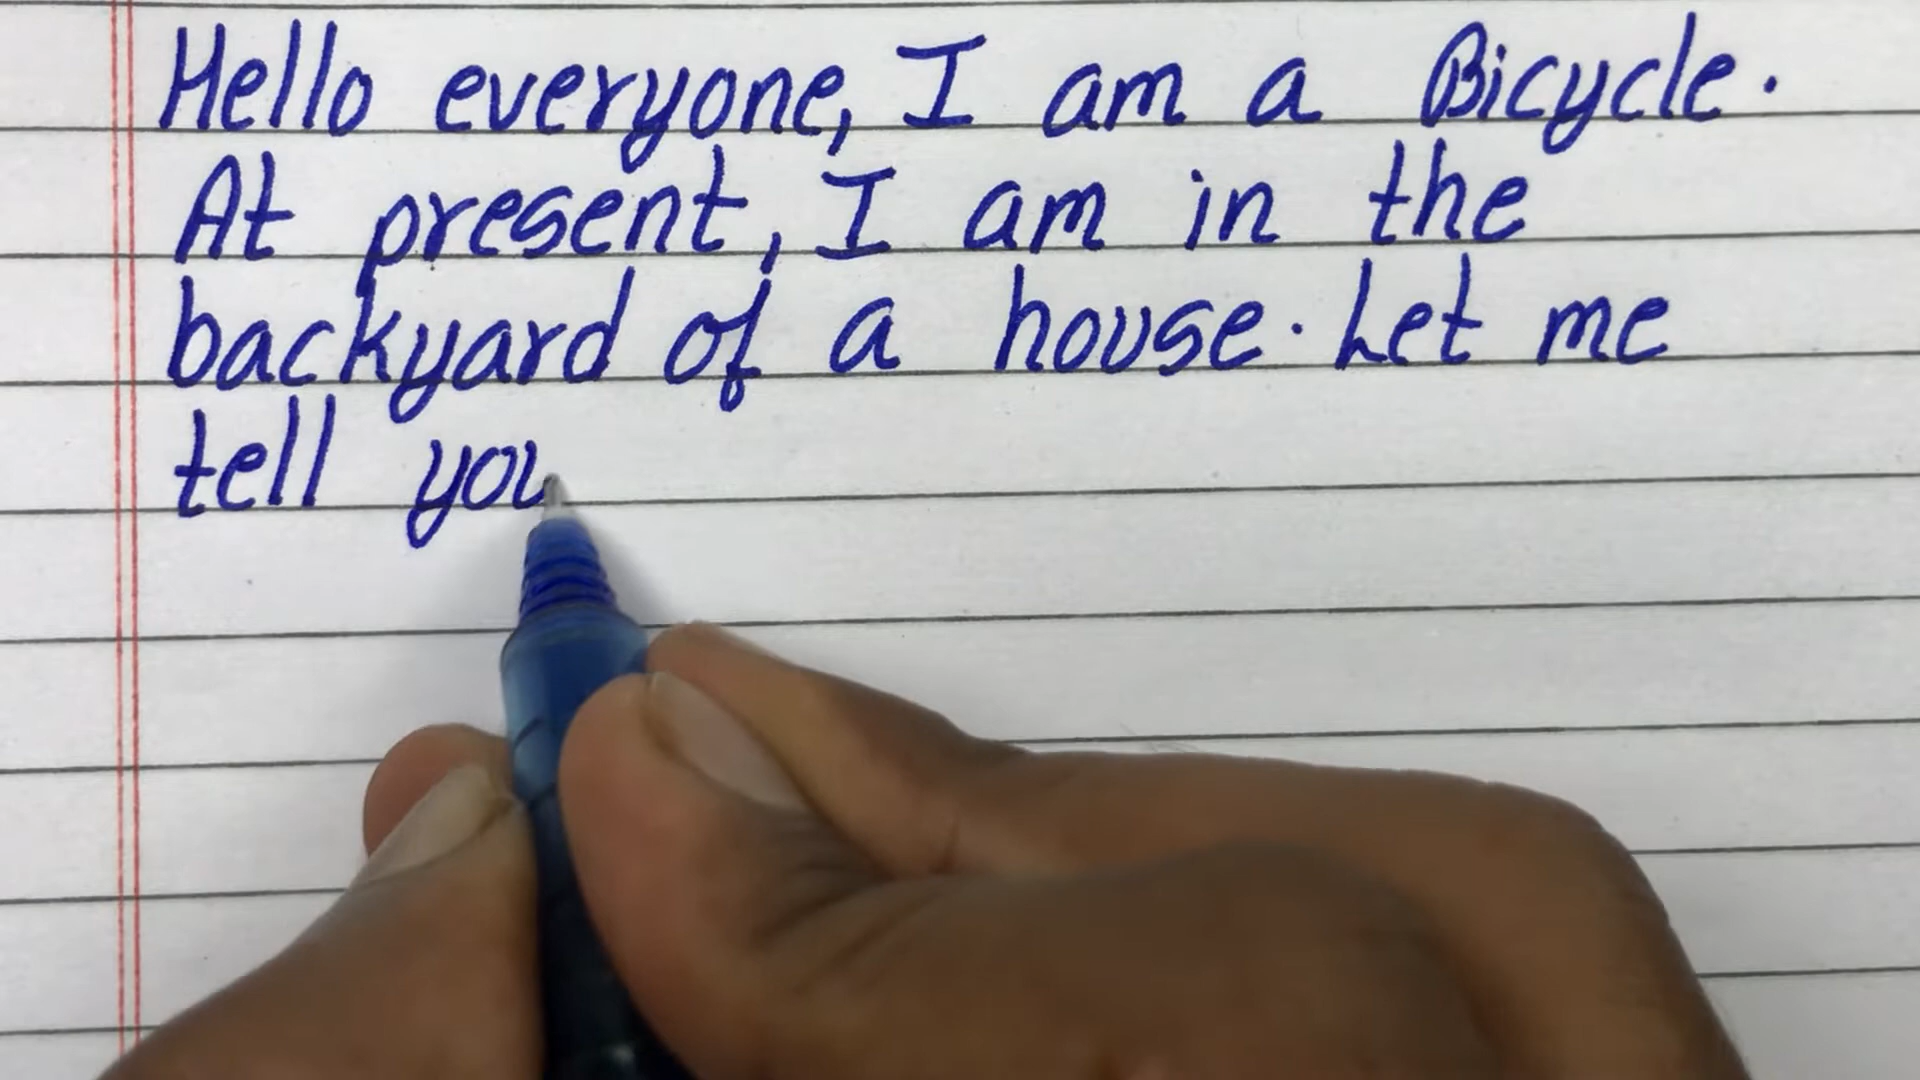 Hello everyone, I am a Bicycle.
At present, I am in the
backyard of a house. Let me
tell you